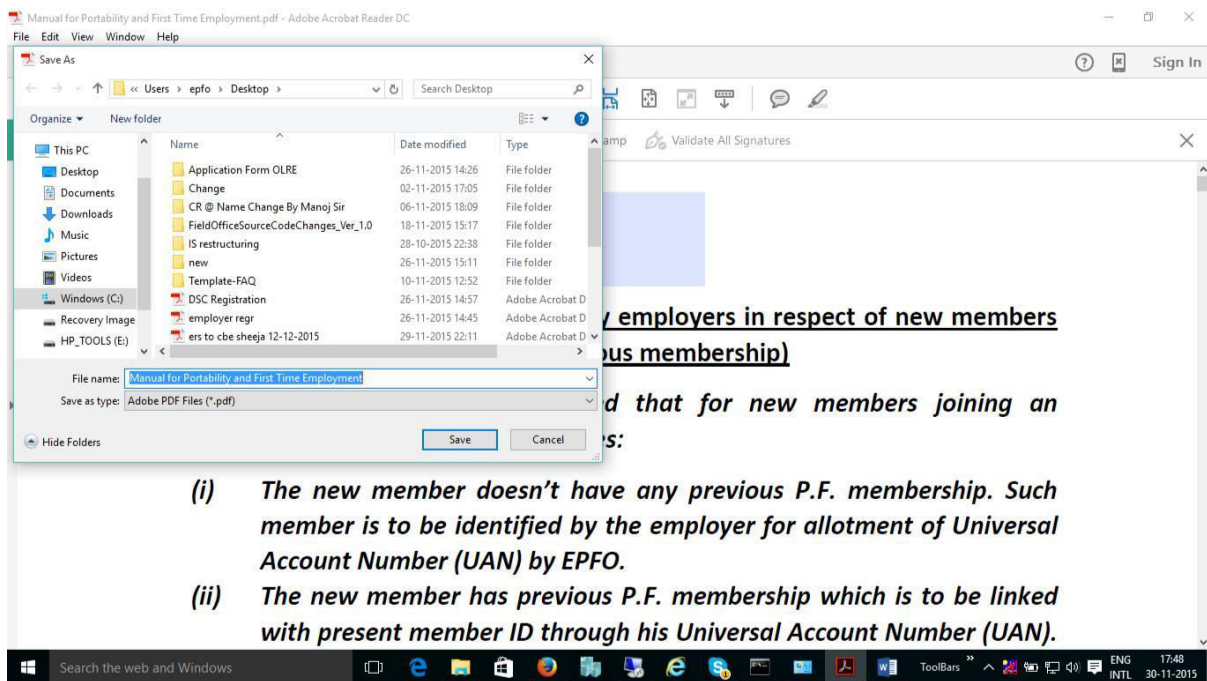 Manual for Portability and First Time Employment.pdf - Adobe Acrobat Reader DC
File Edit View Window Help
Save As
Sign In
« Users › epfo › Desktop ›
Search Desktop
Organize New folder
amp Validate All Signatures
This PC
Desktop
Documents
Downloads
Music
Pictures
Videos
Windows (C:)
Recovery Image
HP_TOOLS (E:)
Name Date modified Type
Application Form OLRE 26-11-2015 14:26 File folder
Change 02-11-2015 17:05 File folder
CR @ Name Change By Manoj Sir 06-11-2015 18:09 File folder
FieldOfficeSourceCodeChanges_Ver_1.0 18-11-2015 15:17 File folder
IS restructuring 28-10-2015 22:38 File folder
new 26-11-2015 15:11 File folder
Template-FAQ 10-11-2015 12:52 File folder
DSC Registration 26-11-2015 14:57 Adobe Acrobat D
employer regr 26-11-2015 14:45 Adobe Acrobat D
ers to cbe sheeja 12-12-2015 29-11-2015 22:11 Adobe Acrobat D
File name: Manual for Portability and First Time Employment
Save as type: Adobe PDF Files (*.pdf)
Hide Folders
Save Cancel
y employers in respect of new members
ous membership)
d that for new members joining an
es:
(i) The new member doesn’t have any previous P.F. membership. Such
member is to be identified by the employer for allotment of Universal
Account Number (UAN) by EPFO.
(ii) The new member has previous P.F. membership which is to be linked
with present member ID through his Universal Account Number (UAN).
Search the web and Windows
ToolBars
ENG
INTL
17:48
30-11-2015